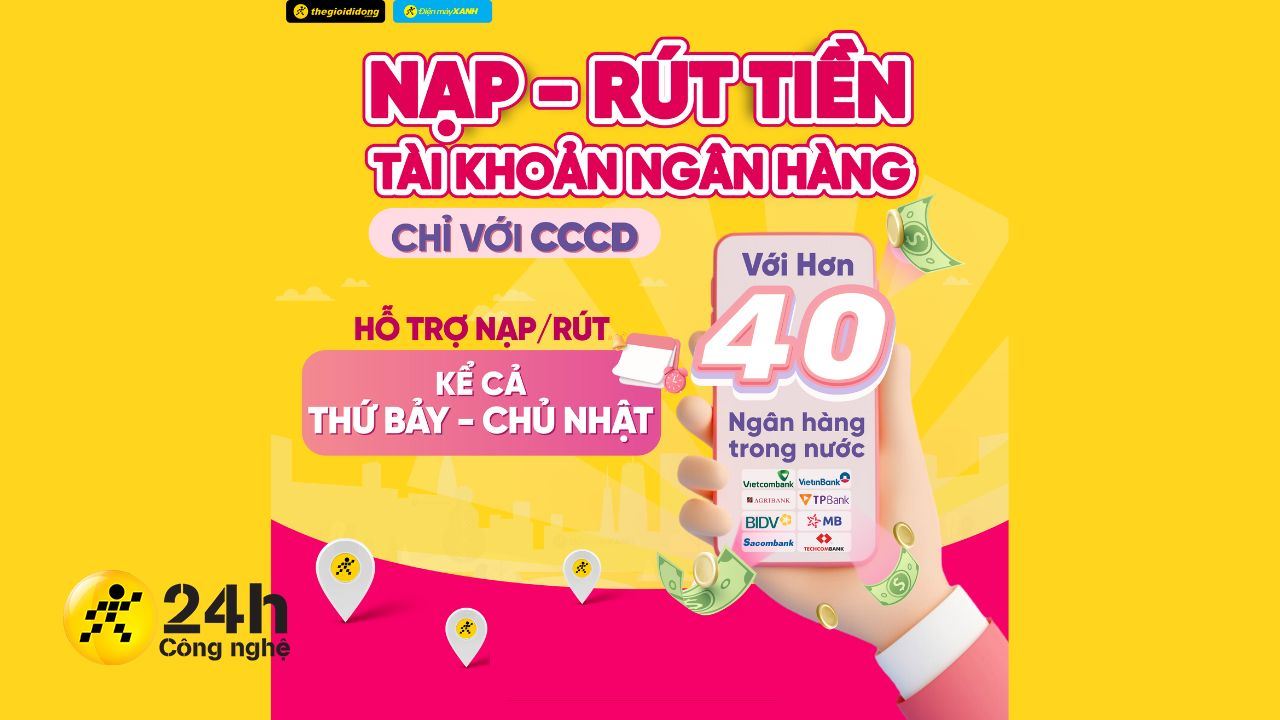 thegioididong
Điện máy XANH
NẠP - RÚT TIỀN
TÀI KHOẢN NGÂN HÀNG
CHỈ VỚI CCCD
HỖ TRỢ NẠP/RÚT
KỂ CẢ
THỨ BẢY - CHỦ NHẬT
Với Hơn
40
Ngân hàng
trong nước
Vietcombank VietinBank
AGRIBANK TPBank
BIDV MB
Sacombank TECHCOMBANK
24h
Công nghệ